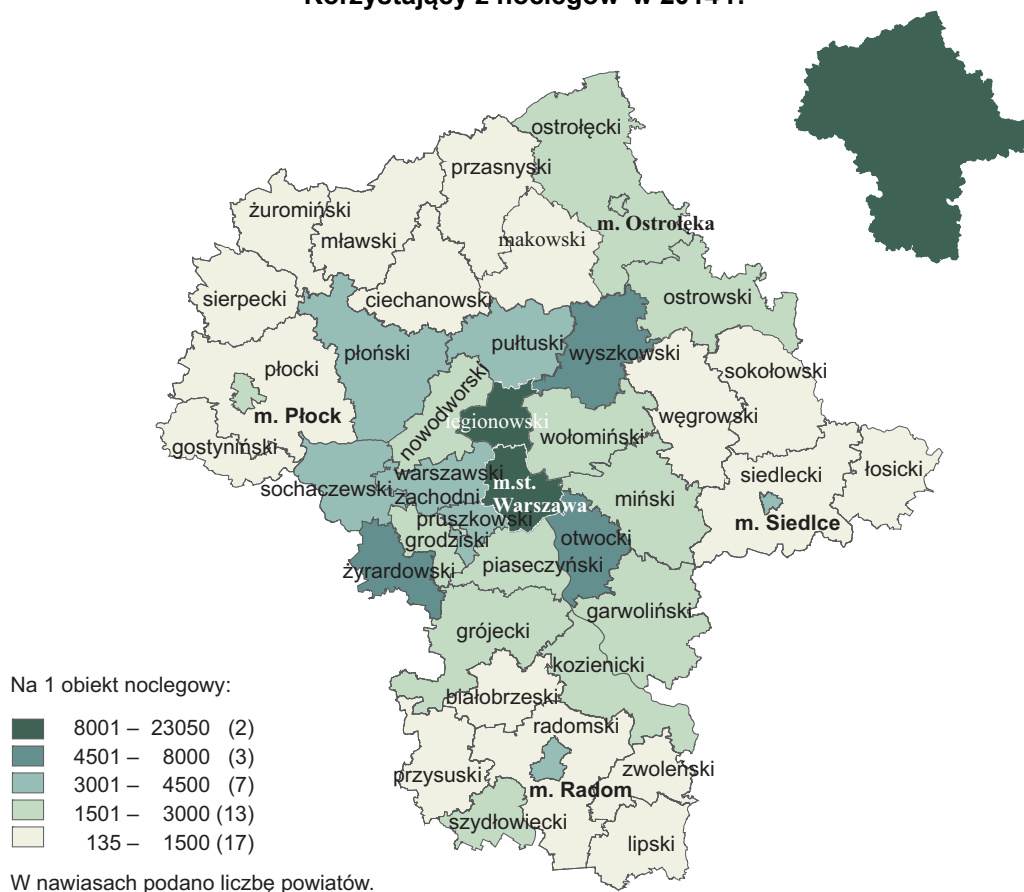 Korzystający z noclegów w 2014 r.
ostrołęcki
przasnyski
żuromiński
m. Ostrołęka
mławski
makowski
sierpecki
ciechanowski
ostrowski
płoński
pułtuski
wyszkowski
płocki
sokołowski
nowodworski
m. Płock
legionowski
węgrowski
gostyniński
wołomiński
siedlecki
łosicki
warszawski
zachodni
sochaczewski
m.st.
Warszawa
miński
m. Siedlce
pruszkowski
grodziski
otwocki
żyrardowski
piaseczyński
garwoliński
grójecki
kozienicki
białobrzeski
radomski
przysuski
zwoleński
m. Radom
szydłowiecki
lipski
Na 1 obiekt noclegowy:
8001 – 23050 (2)
4501 – 8000 (3)
3001 – 4500 (7)
1501 – 3000 (13)
135 – 1500 (17)
W nawiasach podano liczbę powiatów.